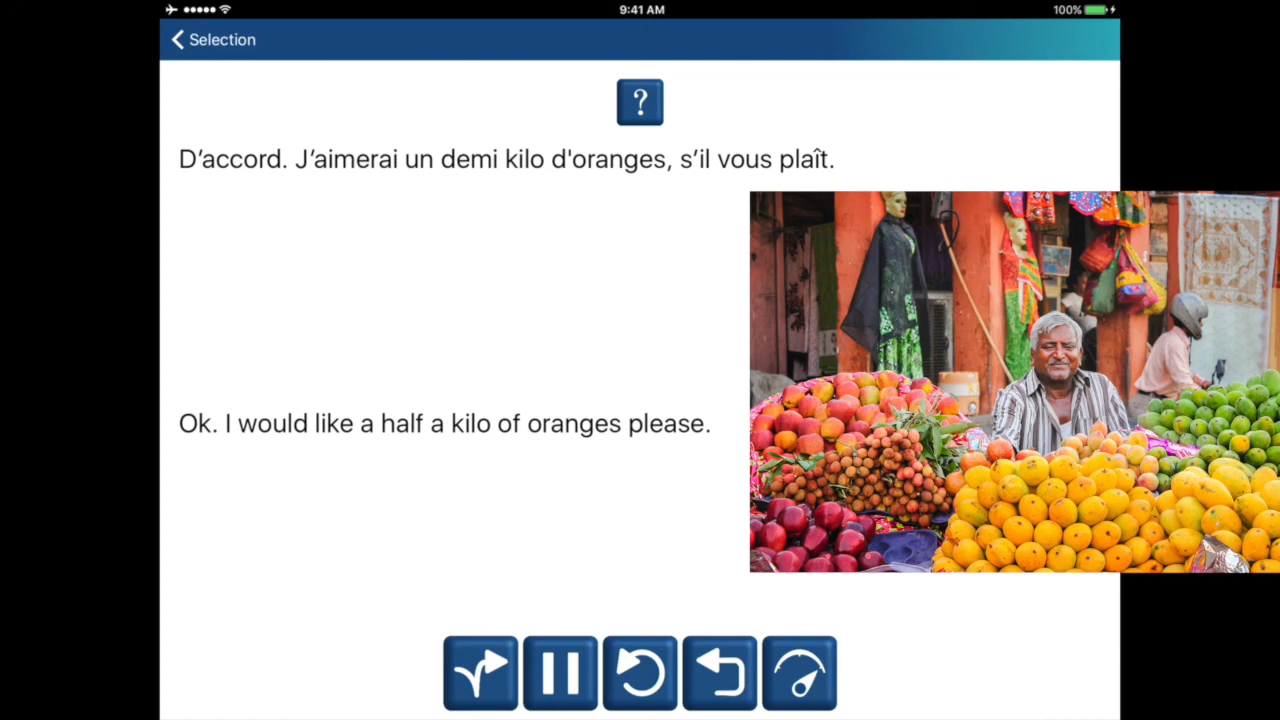 9:41 AM
100%
Selection
?
D’accord. J’aimerai un demi kilo d'oranges, s’il vous plaît.
Ok. I would like a half a kilo of oranges please.